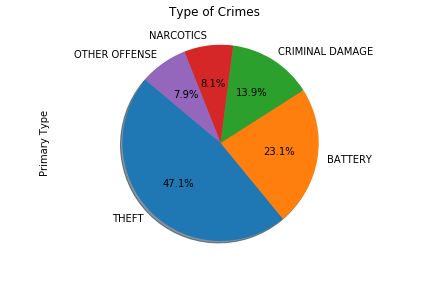 Type of Crimes
NARCOTICS
OTHER OFFENSE
CRIMINAL DAMAGE
8.1%
7.9%
13.9%
Primary Type
23.1%
BATTERY
47.1%
THEFT